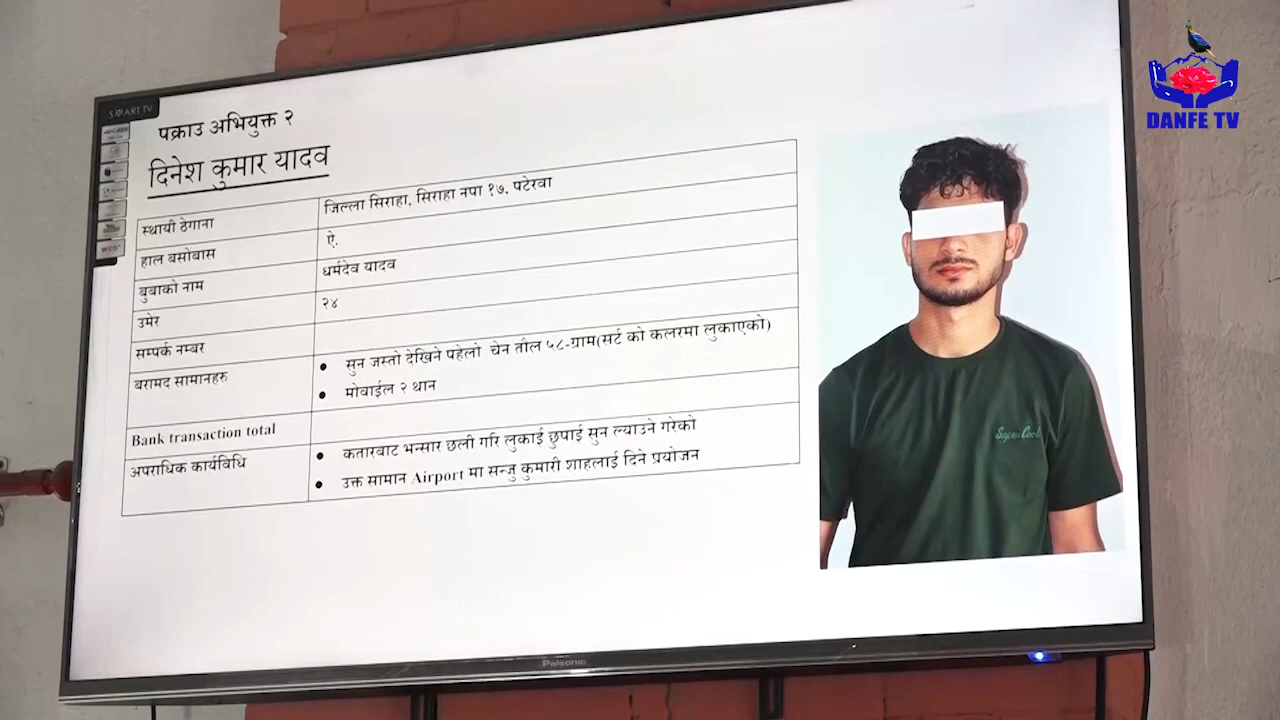 SMART TV
DANFE TV
पक्राउ अभियुक्त २
दिनेश कुमार यादव
स्थायी ठेगाना
जिल्ला सिराहा, सिराहा नपा १७, पटेरवा
हाल बसोबास
ऐ.
बुबाको नाम
धर्मदेव यादव
उमेर
२४
सम्पर्क नम्बर
बरामद सामानहरु
सुन जस्तो देखिने पहेलो चेन तौल ५८-ग्राम(सर्ट को कलरमा लुकाएको)
मोवाईल २ थान
Bank transaction total
अपराधिक कार्यविधि
कतारबाट भन्सार छली गरि लुकाई छुपाई सुन ल्याउने गरेको
उक्त सामान Airport मा सन्जु कुमारी शाहलाई दिने प्रयोजन
Palsonic